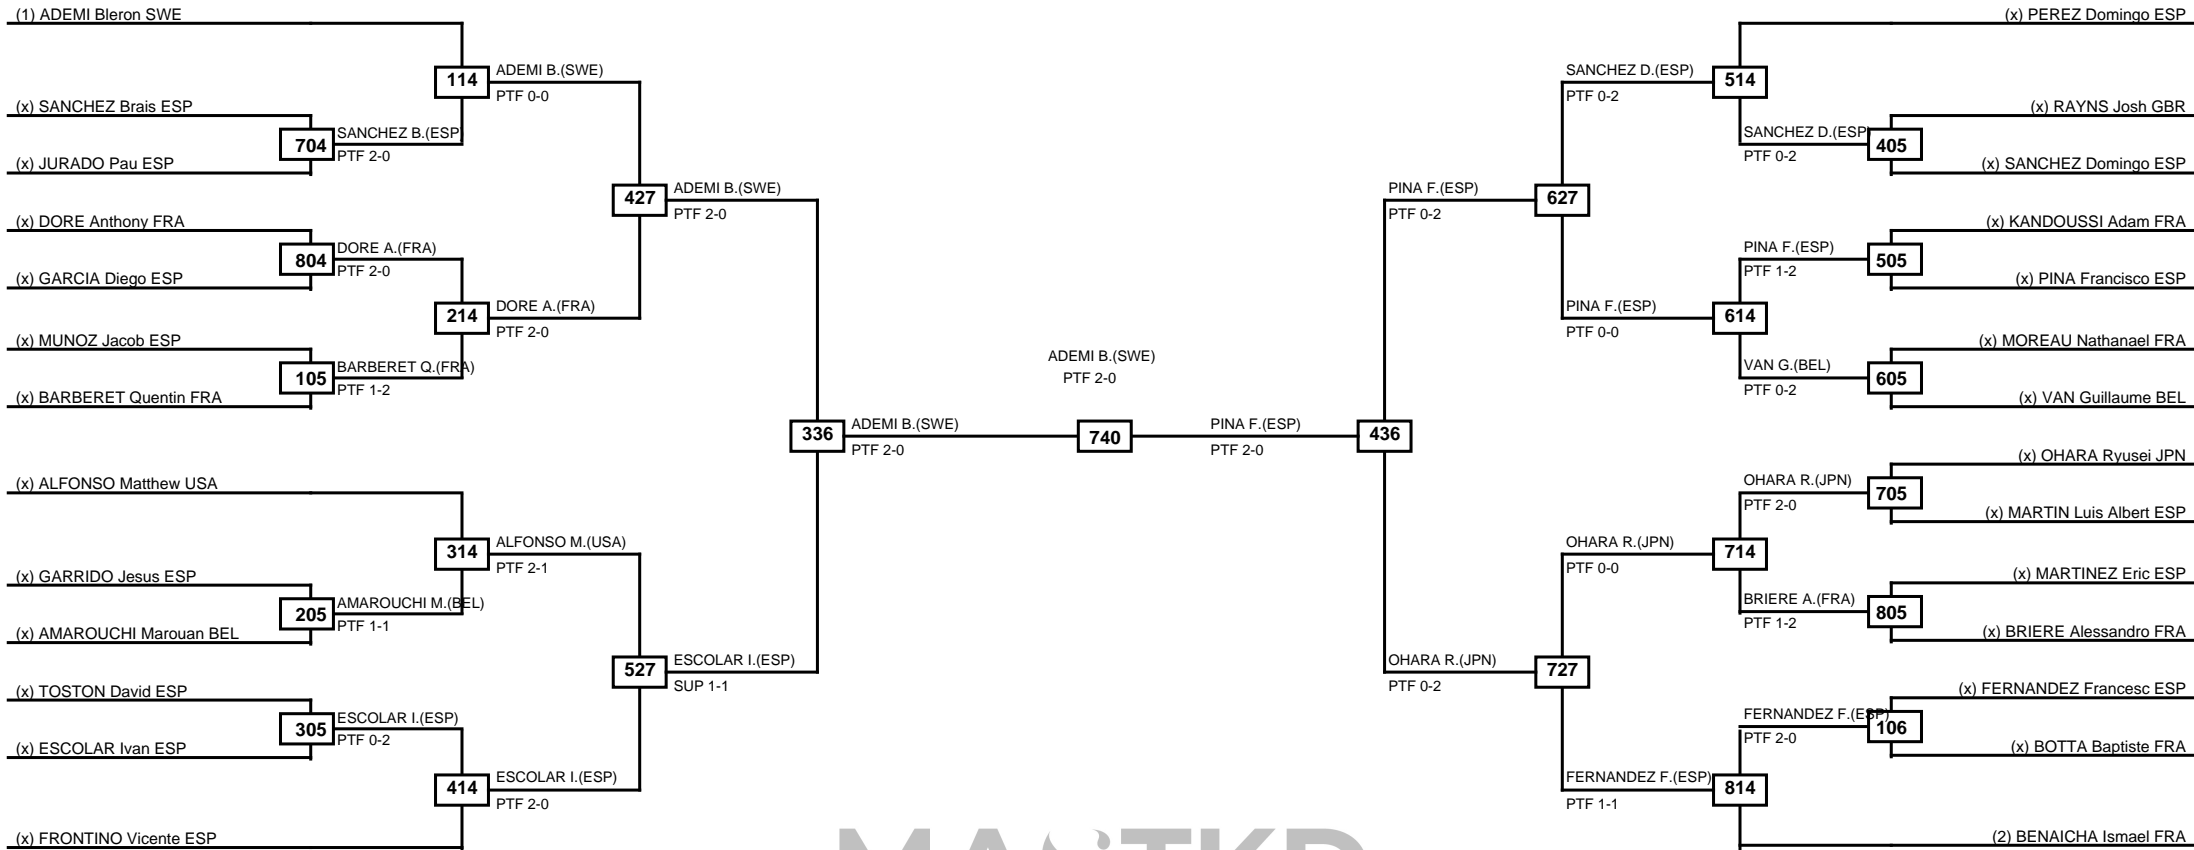 (1) ADEMI Bleron SWE
114
ADEMI B.(SWE)
PTF 0-0
(x) SANCHEZ Brais ESP
704
SANCHEZ B.(ESP)
PTF 2-0
(x) JURADO Pau ESP
427
ADEMI B.(SWE)
PTF 2-0
(x) DORE Anthony FRA
804
DORE A.(FRA)
PTF 2-0
(x) GARCIA Diego ESP
214
DORE A.(FRA)
PTF 2-0
(x) MUNOZ Jacob ESP
105
BARBERET Q.(FRA)
PTF 1-2
(x) BARBERET Quentin FRA
336
ADEMI B.(SWE)
PTF 2-0
(x) ALFONSO Matthew USA
314
ALFONSO M.(USA)
PTF 2-1
(x) GARRIDO Jesus ESP
205
AMAROUCHI M.(BEL)
PTF 1-1
(x) AMAROUCHI Marouan BEL
527
ESCOLAR I.(ESP)
SUP 1-1
(x) TOSTON David ESP
305
ESCOLAR I.(ESP)
PTF 0-2
(x) ESCOLAR Ivan ESP
414
ESCOLAR I.(ESP)
PTF 2-0
(x) FRONTINO Vicente ESP
ADEMI B.(SWE)
PTF 2-0
740
(x) PEREZ Domingo ESP
SANCHEZ D.(ESP)
PTF 0-2
514
(x) RAYNS Josh GBR
SANCHEZ D.(ESP)
PTF 0-2
405
(x) SANCHEZ Domingo ESP
PINA F.(ESP)
PTF 0-2
627
(x) KANDOUSSI Adam FRA
PINA F.(ESP)
PTF 1-2
505
(x) PINA Francisco ESP
PINA F.(ESP)
PTF 0-0
614
(x) MOREAU Nathanael FRA
VAN G.(BEL)
PTF 0-2
605
(x) VAN Guillaume BEL
PINA F.(ESP)
PTF 2-0
436
(x) OHARA Ryusei JPN
OHARA R.(JPN)
PTF 2-0
705
(x) MARTIN Luis Albert ESP
OHARA R.(JPN)
PTF 0-0
714
(x) MARTINEZ Eric ESP
BRIERE A.(FRA)
PTF 1-2
805
(x) BRIERE Alessandro FRA
OHARA R.(JPN)
PTF 0-2
727
(x) FERNANDEZ Francesc ESP
FERNANDEZ F.(ESP)
PTF 2-0
106
(x) BOTTA Baptiste FRA
FERNANDEZ F.(ESP)
PTF 1-1
814
(2) BENAICHA Ismael FRA
MASTKD